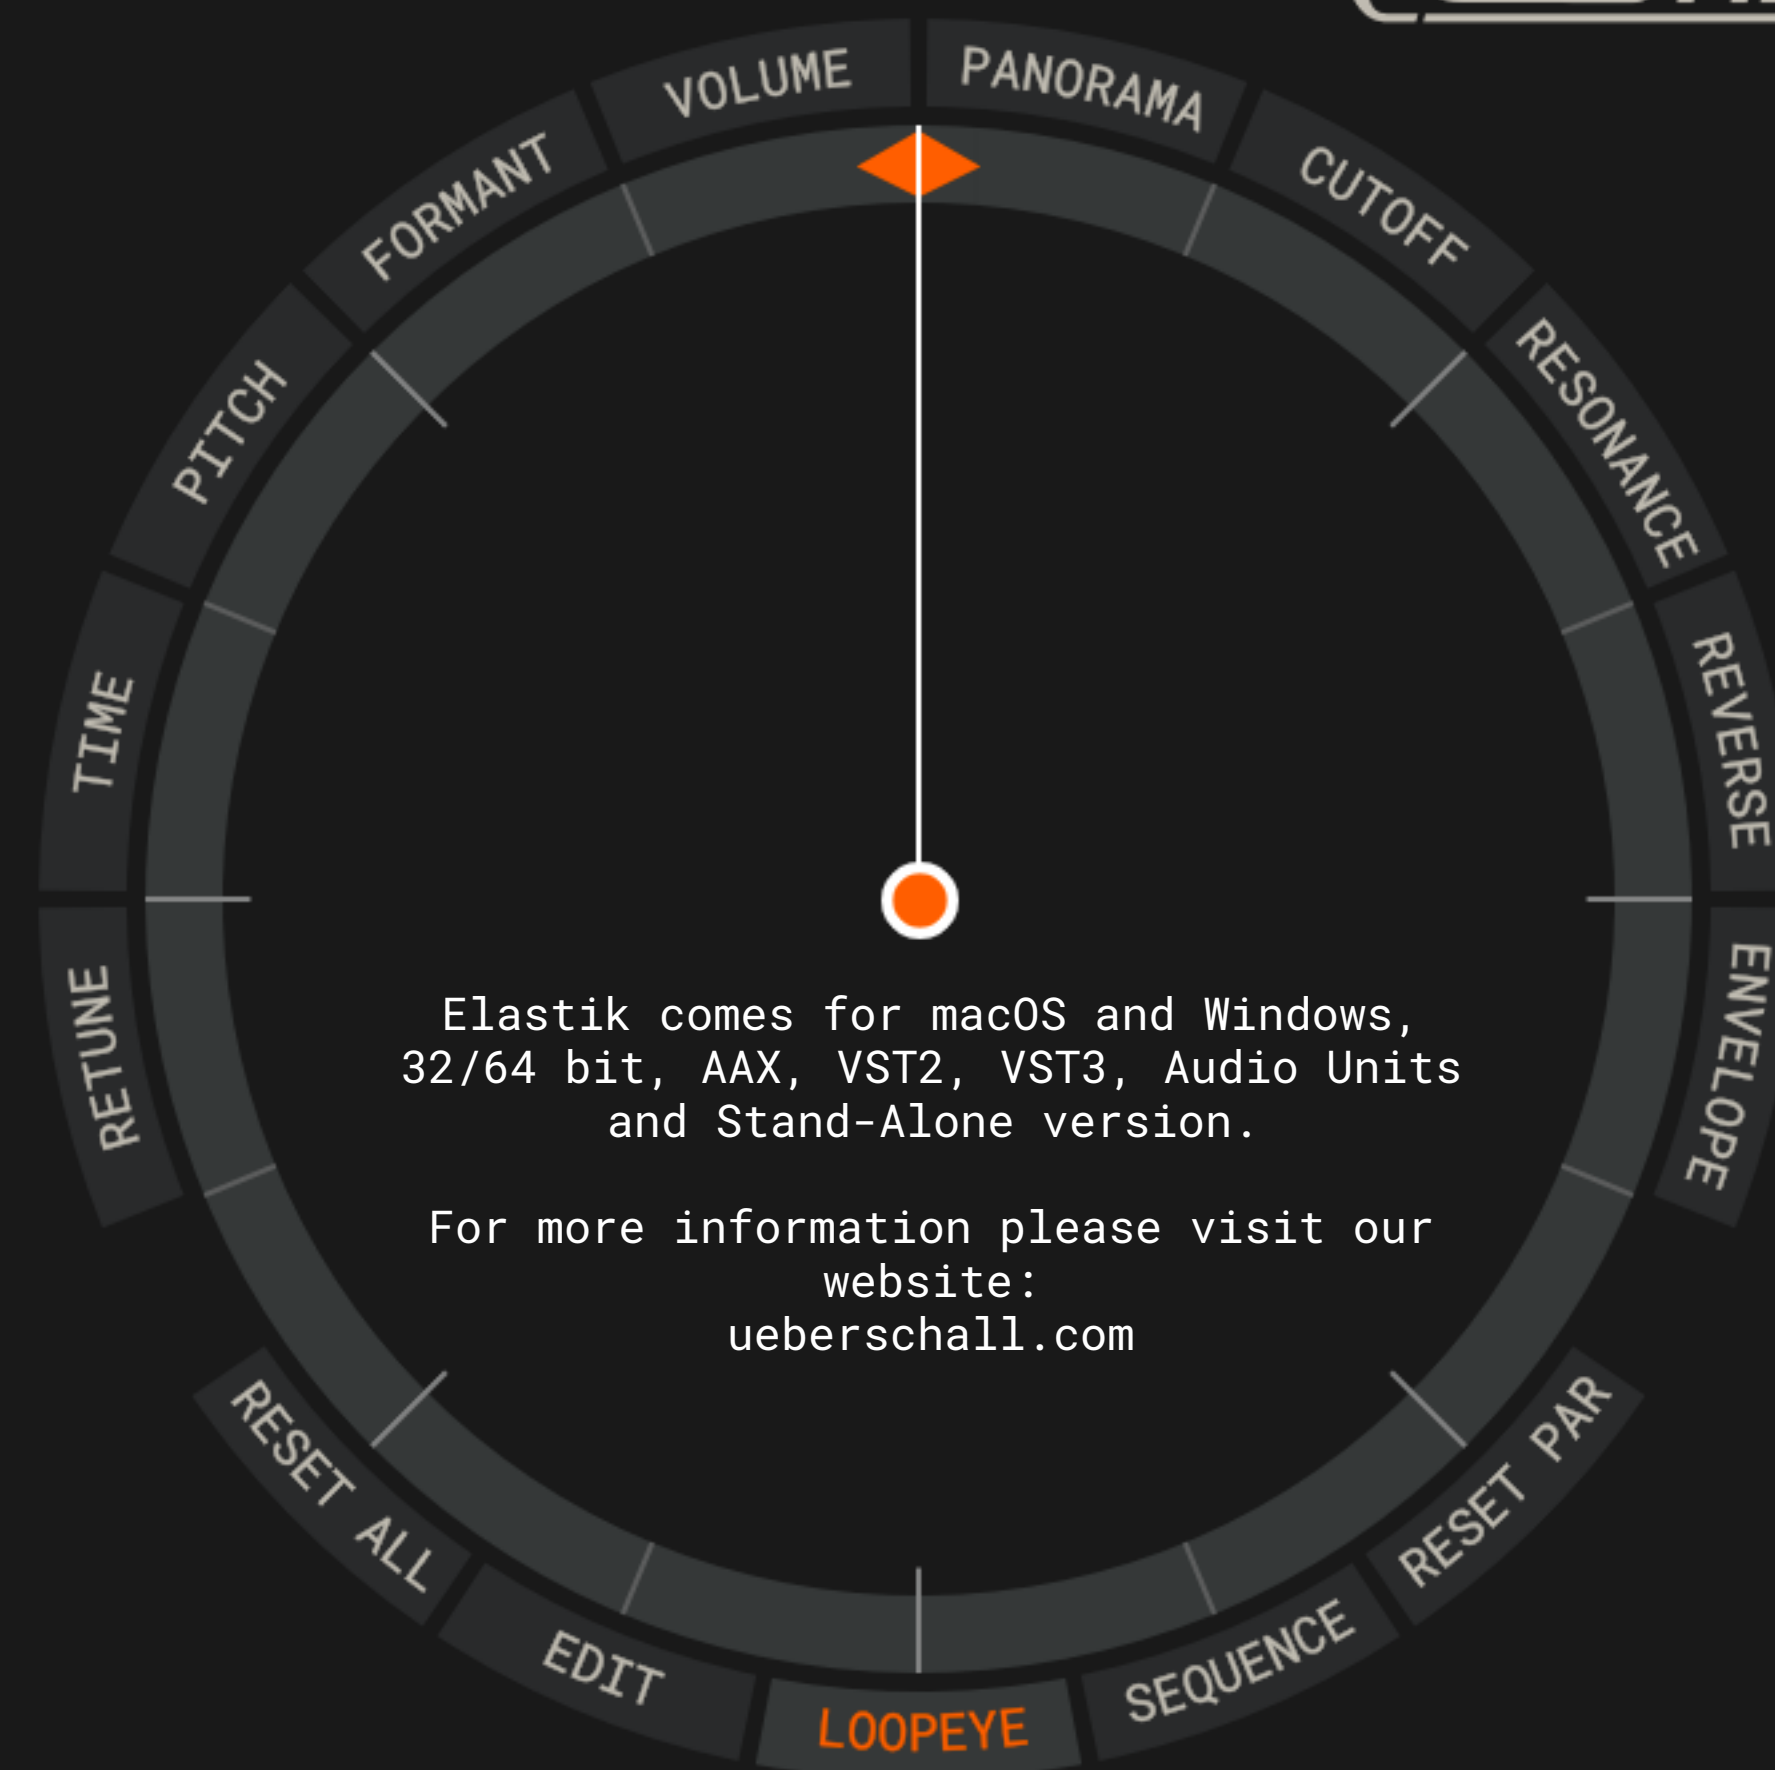 VOLUME
PANORAMA
FORMANT
CUTOFF
PITCH
RESONANCE
TIME
REVERSE
RETUNE
ENVELOPE
Elastik comes for macOS and Windows,
32/64 bit, AAX, VST2, VST3, Audio Units
and Stand-Alone version.
For more information please visit our
website:
ueberschall.com
RESET ALL
RESET PAR
EDIT
SEQUENCE
LOOPEYE